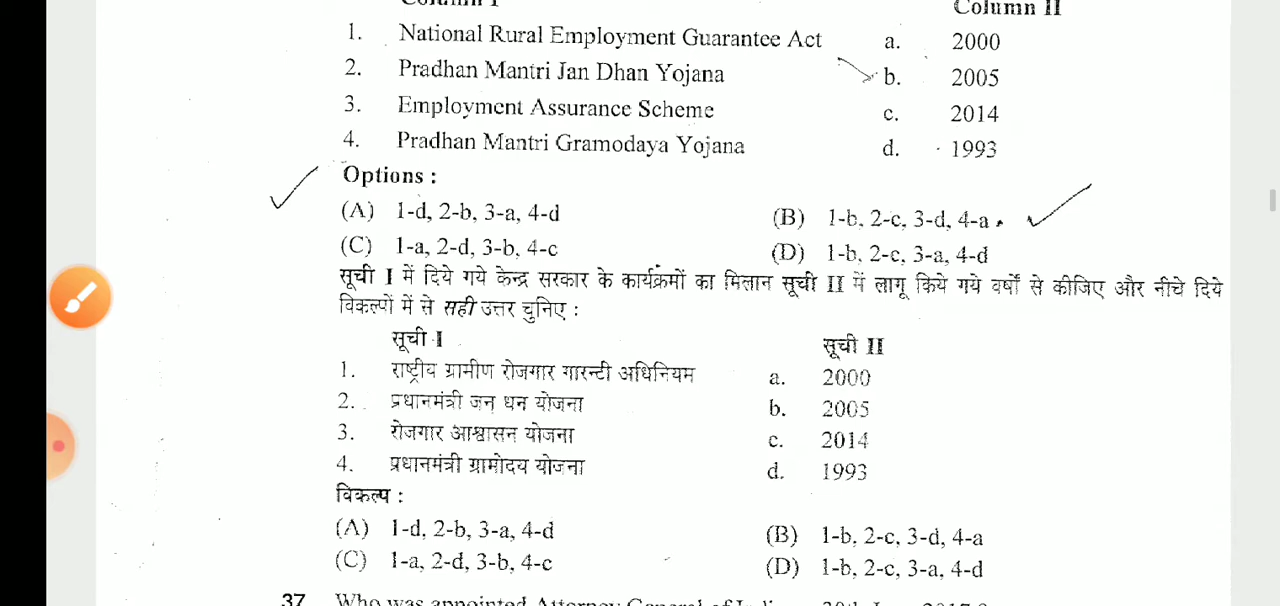 Column I Column II
1. National Rural Employment Guarantee Act a. 2000
2. Pradhan Mantri Jan Dhan Yojana b. 2005
3. Employment Assurance Scheme c. 2014
4. Pradhan Mantri Gramodaya Yojana d. 1993
Options :
(A) 1-d, 2-b, 3-a, 4-d (B) 1-b, 2-c, 3-d, 4-a
(C) 1-a, 2-d, 3-b, 4-c (D) 1-b, 2-c, 3-a, 4-d
सूची I में दिये गये केन्द्र सरकार के कार्यक्रमों का मिलान सूची II में लागू किये गये वर्षों से कीजिए और नीचे दिये
विकल्पों में से सही उत्तर चुनिए :
सूची I सूची II
1. राष्ट्रीय ग्रामीण रोजगार गारन्टी अधिनियम a. 2000
2. प्रधानमंत्री जन धन योजना b. 2005
3. रोजगार आश्वासन योजना c. 2014
4. प्रधानमंत्री ग्रामोदय योजना d. 1993
विकल्प :
(A) 1-d, 2-b, 3-a, 4-d (B) 1-b, 2-c, 3-d, 4-a
(C) 1-a, 2-d, 3-b, 4-c (D) 1-b, 2-c, 3-a, 4-d
37 Who was appointed Attorney General of